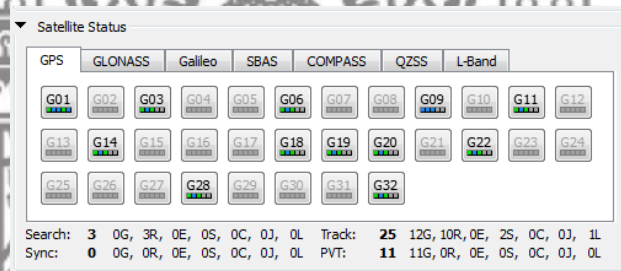 Satellite Status
GPS GLONASS Galileo SBAS COMPASS QZSS L-Band
G01 G02 G03 G04 G05 G06 G07 G08 G09 G10 G11 G12
G13 G14 G15 G16 G17 G18 G19 G20 G21 G22 G23 G24
G25 G26 G27 G28 G29 G30 G31 G32
Search: 3 0G, 3R, 0E, 0S, 0C, 0J, 0L Track: 25 12G, 10R, 0E, 2S, 0C, 0J, 1L
Sync: 0 0G, 0R, 0E, 0S, 0C, 0J, 0L PVT: 11 11G, 0R, 0E, 0S, 0C, 0J, 0L